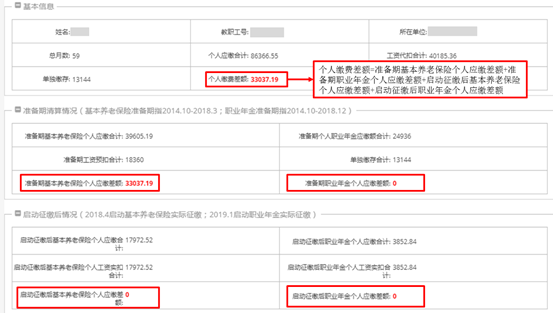 基本信息
姓名:
教职工号:
所在单位:
总月数: 59
个人应缴合计: 86366.55
工资代扣合计: 40185.36
单独缴存: 13144
个人缴费差额: 33037.19
个人缴费差额=准备期基本养老保险个人应缴差额+准
备期职业年金个人应缴差额+启动征缴后基本养老保险
个人应缴差额+启动征缴后职业年金个人应缴差额
准备期清算情况（基本养老保险准备期指2014.10-2018.3；职业年金准备期指2014.10-2018.12）
准备期基本养老保险个人应缴合计: 39605.19
准备期个人职业年金应缴额合计: 24936
准备期工资预扣合计: 18360
单独缴存合计: 13144
准备期基本养老保险个人应缴差额: 33037.19
准备期职业年金个人应缴差额: 0
启动征缴后情况（2018.4启动基本养老保险实际征缴；2019.1启动职业年金实际征缴）
启动征缴后基本养老保险个人应缴合
计: 17972.52
启动征缴后职业年金个人应缴合计: 3852.84
启动征缴后基本养老保险个人工资实扣
合计: 17972.52
启动征缴后职业年金个人工资实扣合
计: 3852.84
启动征缴后基本养老保险个人应缴差
额: 0
启动征缴后职业年金个人应缴差额: 0